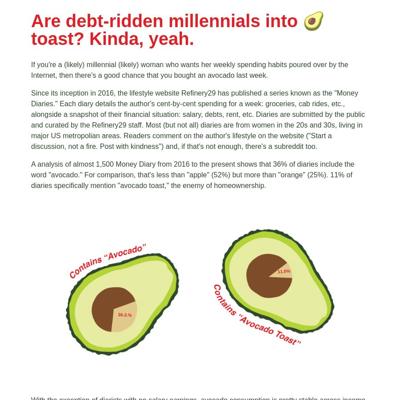 Are debt-ridden millennials into 🥑
toast? Kinda, yeah.
If you're a (likely) millennial (likely) woman who wants her weekly spending habits poured over by the
Internet, then there's a good chance that you bought an avocado last week.
Since its inception in 2016, the lifestyle website Refinery29 has published a series known as the "Money
Diaries." Each diary details the author's cent-by-cent spending for a week: groceries, cab rides, etc.,
alongside a snapshot of their financial situation: salary, debts, rent, etc. Diaries are submitted by the public
and curated by the Refinery29 staff. Most (but not all) diaries are from women in the 20s and 30s, living in
major US metropolian areas. Readers comment on the author's lifestyle on the website ("Start a
discussion, not a fire. Post with kindness") and, if that's not enough, there's a subreddit too.
A analysis of almost 1,500 Money Diary from 2016 to the present shows that 36% of diaries include the
word "avocado." For comparison, that's less than "apple" (52%) but more than "orange" (25%). 11% of
diaries specifically mention "avocado toast," the enemy of homeownership.
Contains "Avocado"
Contains "Avocado Toast"
11.0%
With the exception of diarists with no salary earnings, avocado consumption is pretty stable across income